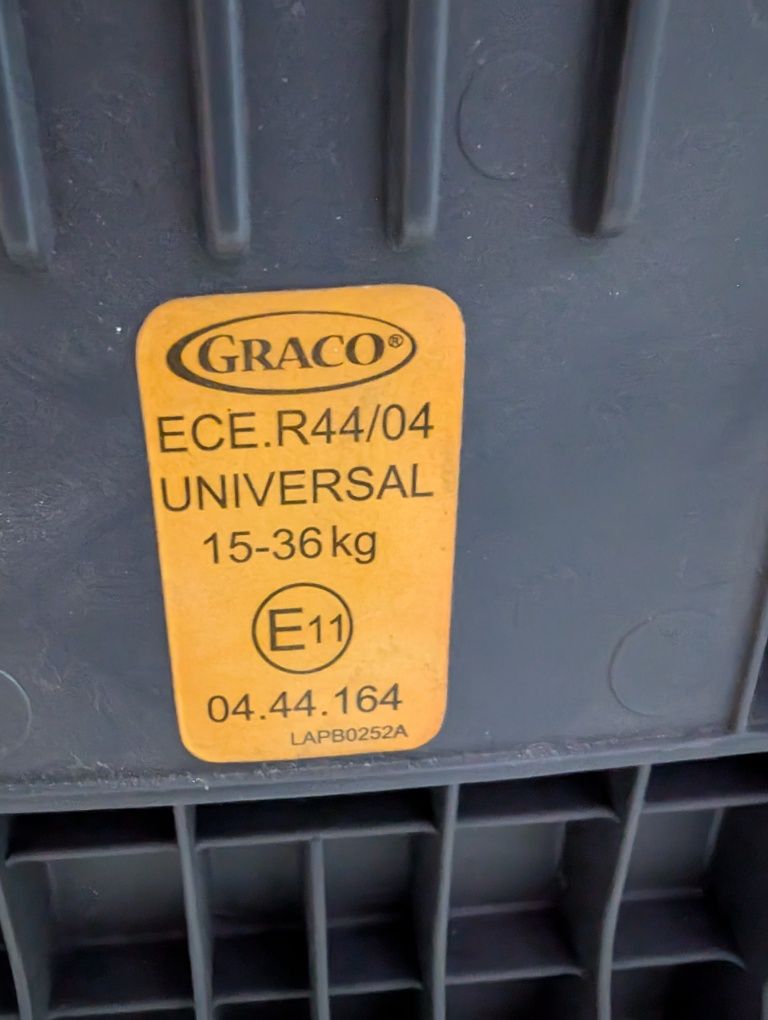 GRACO®
ECE.R44/04
UNIVERSAL
15-36 kg
E11
04.44.164
LAPB0252A